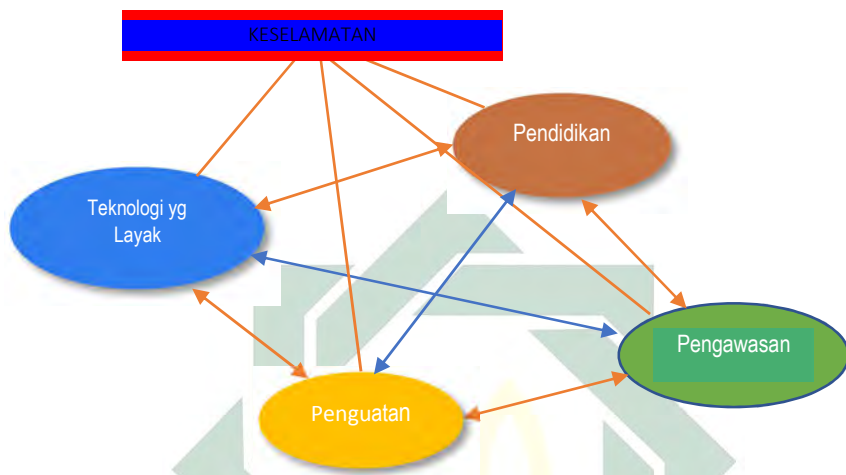 KESELAMATAN
Pendidikan
Teknologi yg
Layak
Pengawasan
Penguatan